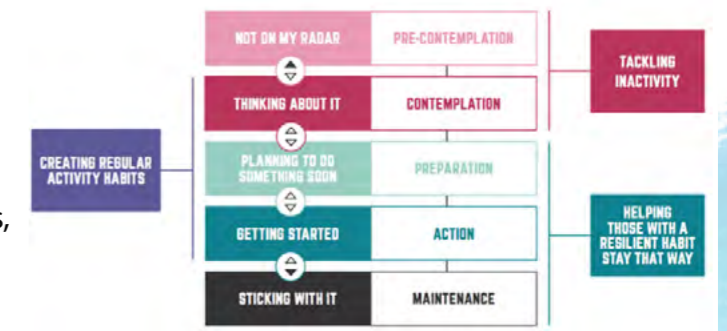 NOT ON MY RADAR
PRE-CONTEMPLATION
TACKLING
INACTIVITY
THINKING ABOUT IT
CONTEMPLATION
CREATING REGULAR
ACTIVITY HABITS
PLANNING TO DO
SOMETHING SOON
PREPARATION
s,
GETTING STARTED
ACTION
HELPING
THOSE WITH A
RESILIENT HABIT
STAY THAT WAY
STICKING WITH IT
MAINTENANCE